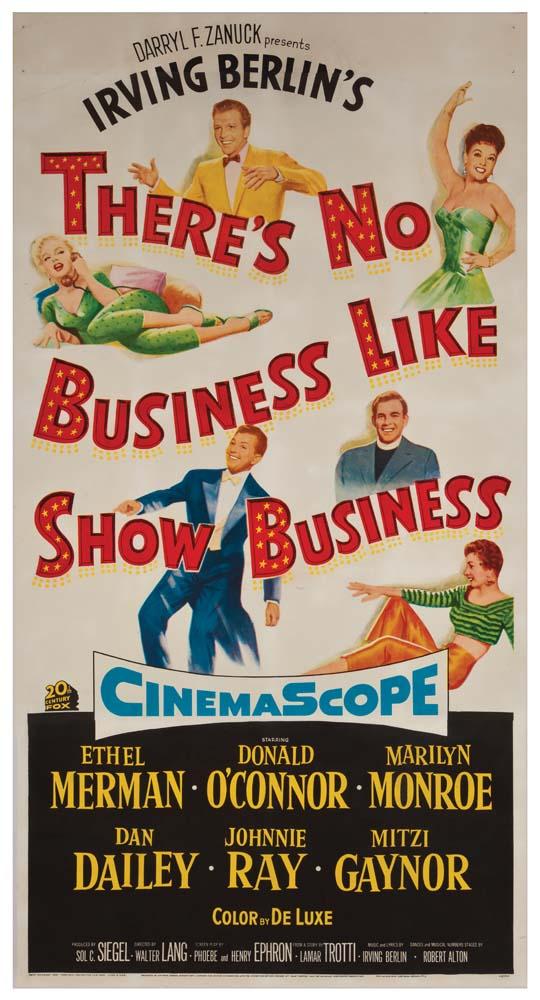 DARRYL F. ZANUCK presents
IRVING BERLIN'S
THERE'S NO
BUSINESS LIKE
SHOW BUSINESS
20th
CENTURY
FOX
CINEMASCOPE
STARRING
ETHEL MERMAN • DONALD O'CONNOR • MARILYN MONROE
DAN DAILEY • JOHNNIE RAY • MITZI GAYNOR
COLOR BY DE LUXE
PRODUCED BY SOL C. SIEGEL • DIRECTED BY WALTER LANG • SCREEN PLAY BY PHOEBE and HENRY EPHRON • FROM A STORY BY LAMAR TROTTI • MUSIC and LYRICS BY IRVING BERLIN • DANCES and MUSICAL NUMBERS STAGED BY ROBERT ALTON